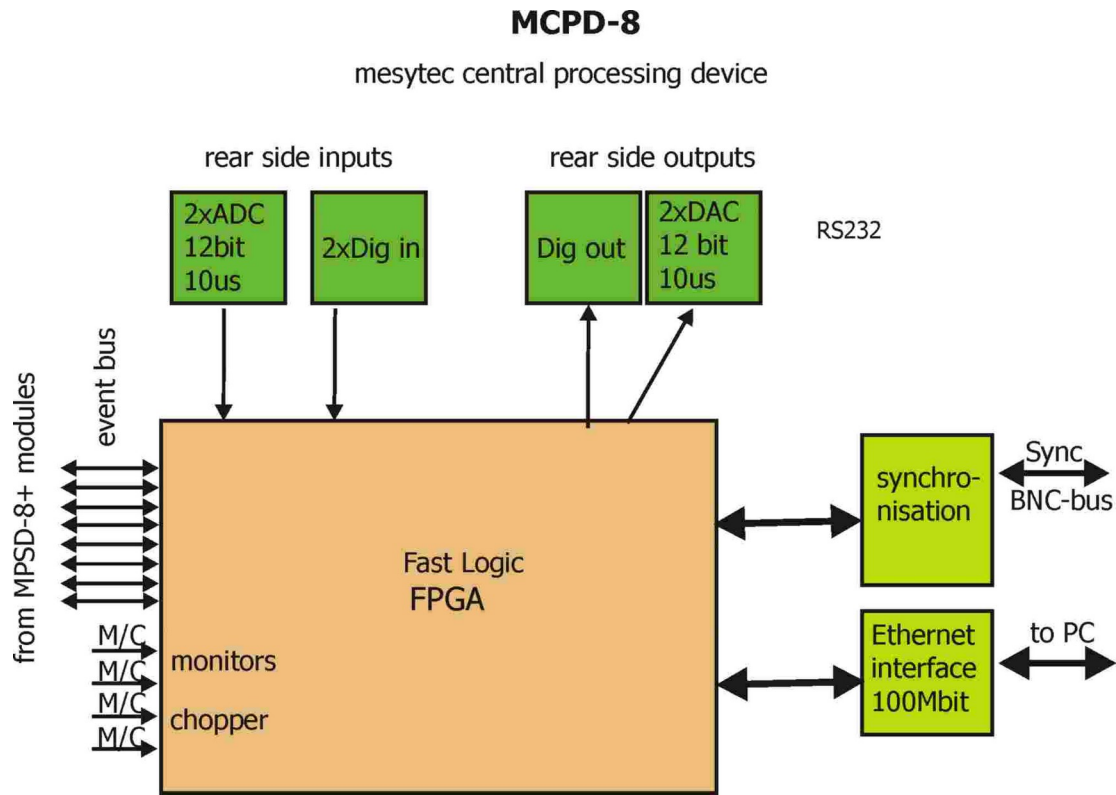 MCPD-8
mesytec central processing device
rear side inputs
rear side outputs
2xADC
12bit
10us
2xDig in
Dig out
2xDAC
12 bit
10us
RS232
from MPSD-8+ modules
event bus
Fast Logic
FPGA
synchro-
nisation
Sync
BNC-bus
M/C
M/C
M/C
M/C
monitors
chopper
Ethernet
interface
100Mbit
to PC